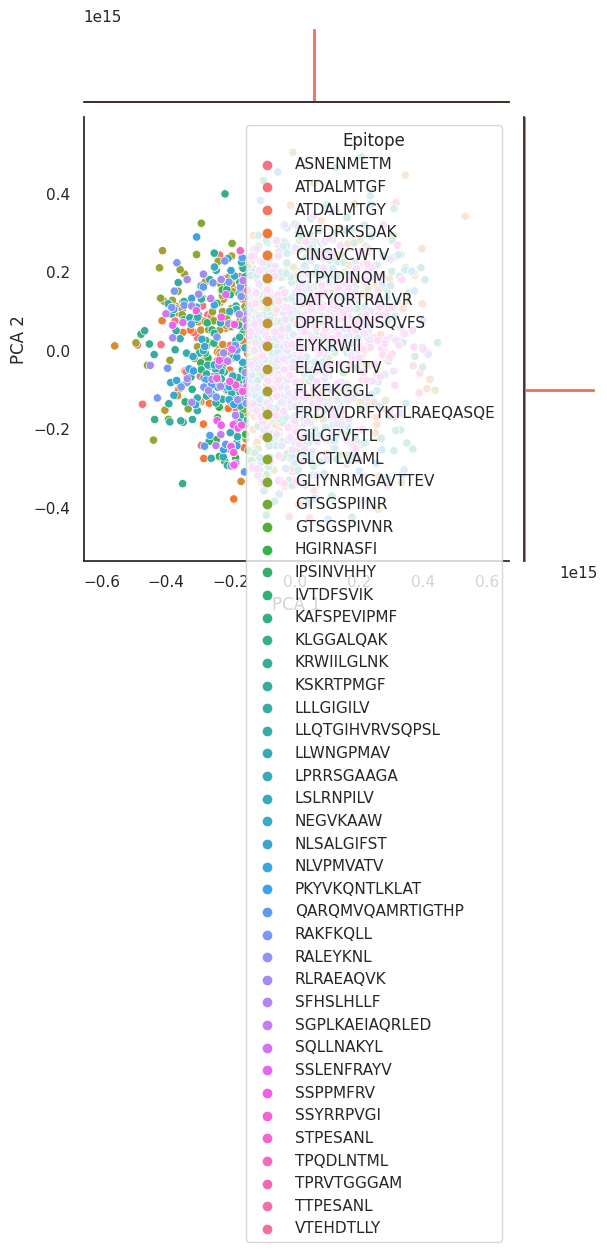 1e15
PCA 2
0.4
0.2
0.0
−0.2
−0.4
−0.6
−0.4
−0.2
0.0
0.2
0.4
0.6
PCA 1
1e15
Epitope
ASNENMETM
ATDALMTGF
ATDALMTGY
AVFDRKSDAK
CINGVCWTV
CTPYDINQM
DATYQRTRALVR
DPFRLLQNSQVFS
EIYKRWII
ELAGIGILTV
FLKEKGGL
FRDYVDRFYKTLRAEQASQE
GILGFVFTL
GLCTLVAML
GLIYNRMGAVTTEV
GTSGSPIINR
GTSGSPIVNR
HGIRNASFI
IPSINVHHY
IVTDFSVIK
KAFSPEVIPMF
KLGGALQAK
KRWIILGLNK
KSKRTPMGF
LLLGIGILV
LLQTGIHVRVSQPSL
LLWNGPMAV
LPRRSGAAGA
LSLRNPILV
NEGVKAAW
NLSALGIFST
NLVPMVATV
PKYVKQNTLKLAT
QARQMVQAMRTIGTHP
RAKFKQLL
RALEYKNL
RLRAEAQVK
SFHSLHLLF
SGPLKAEIAQRLED
SQLLNAKYL
SSLENFRAYV
SSPPMFRV
SSYRRPVGI
STPESANL
TPQDLNTML
TPRVTGGGAM
TTPESANL
VTEHDTLLY